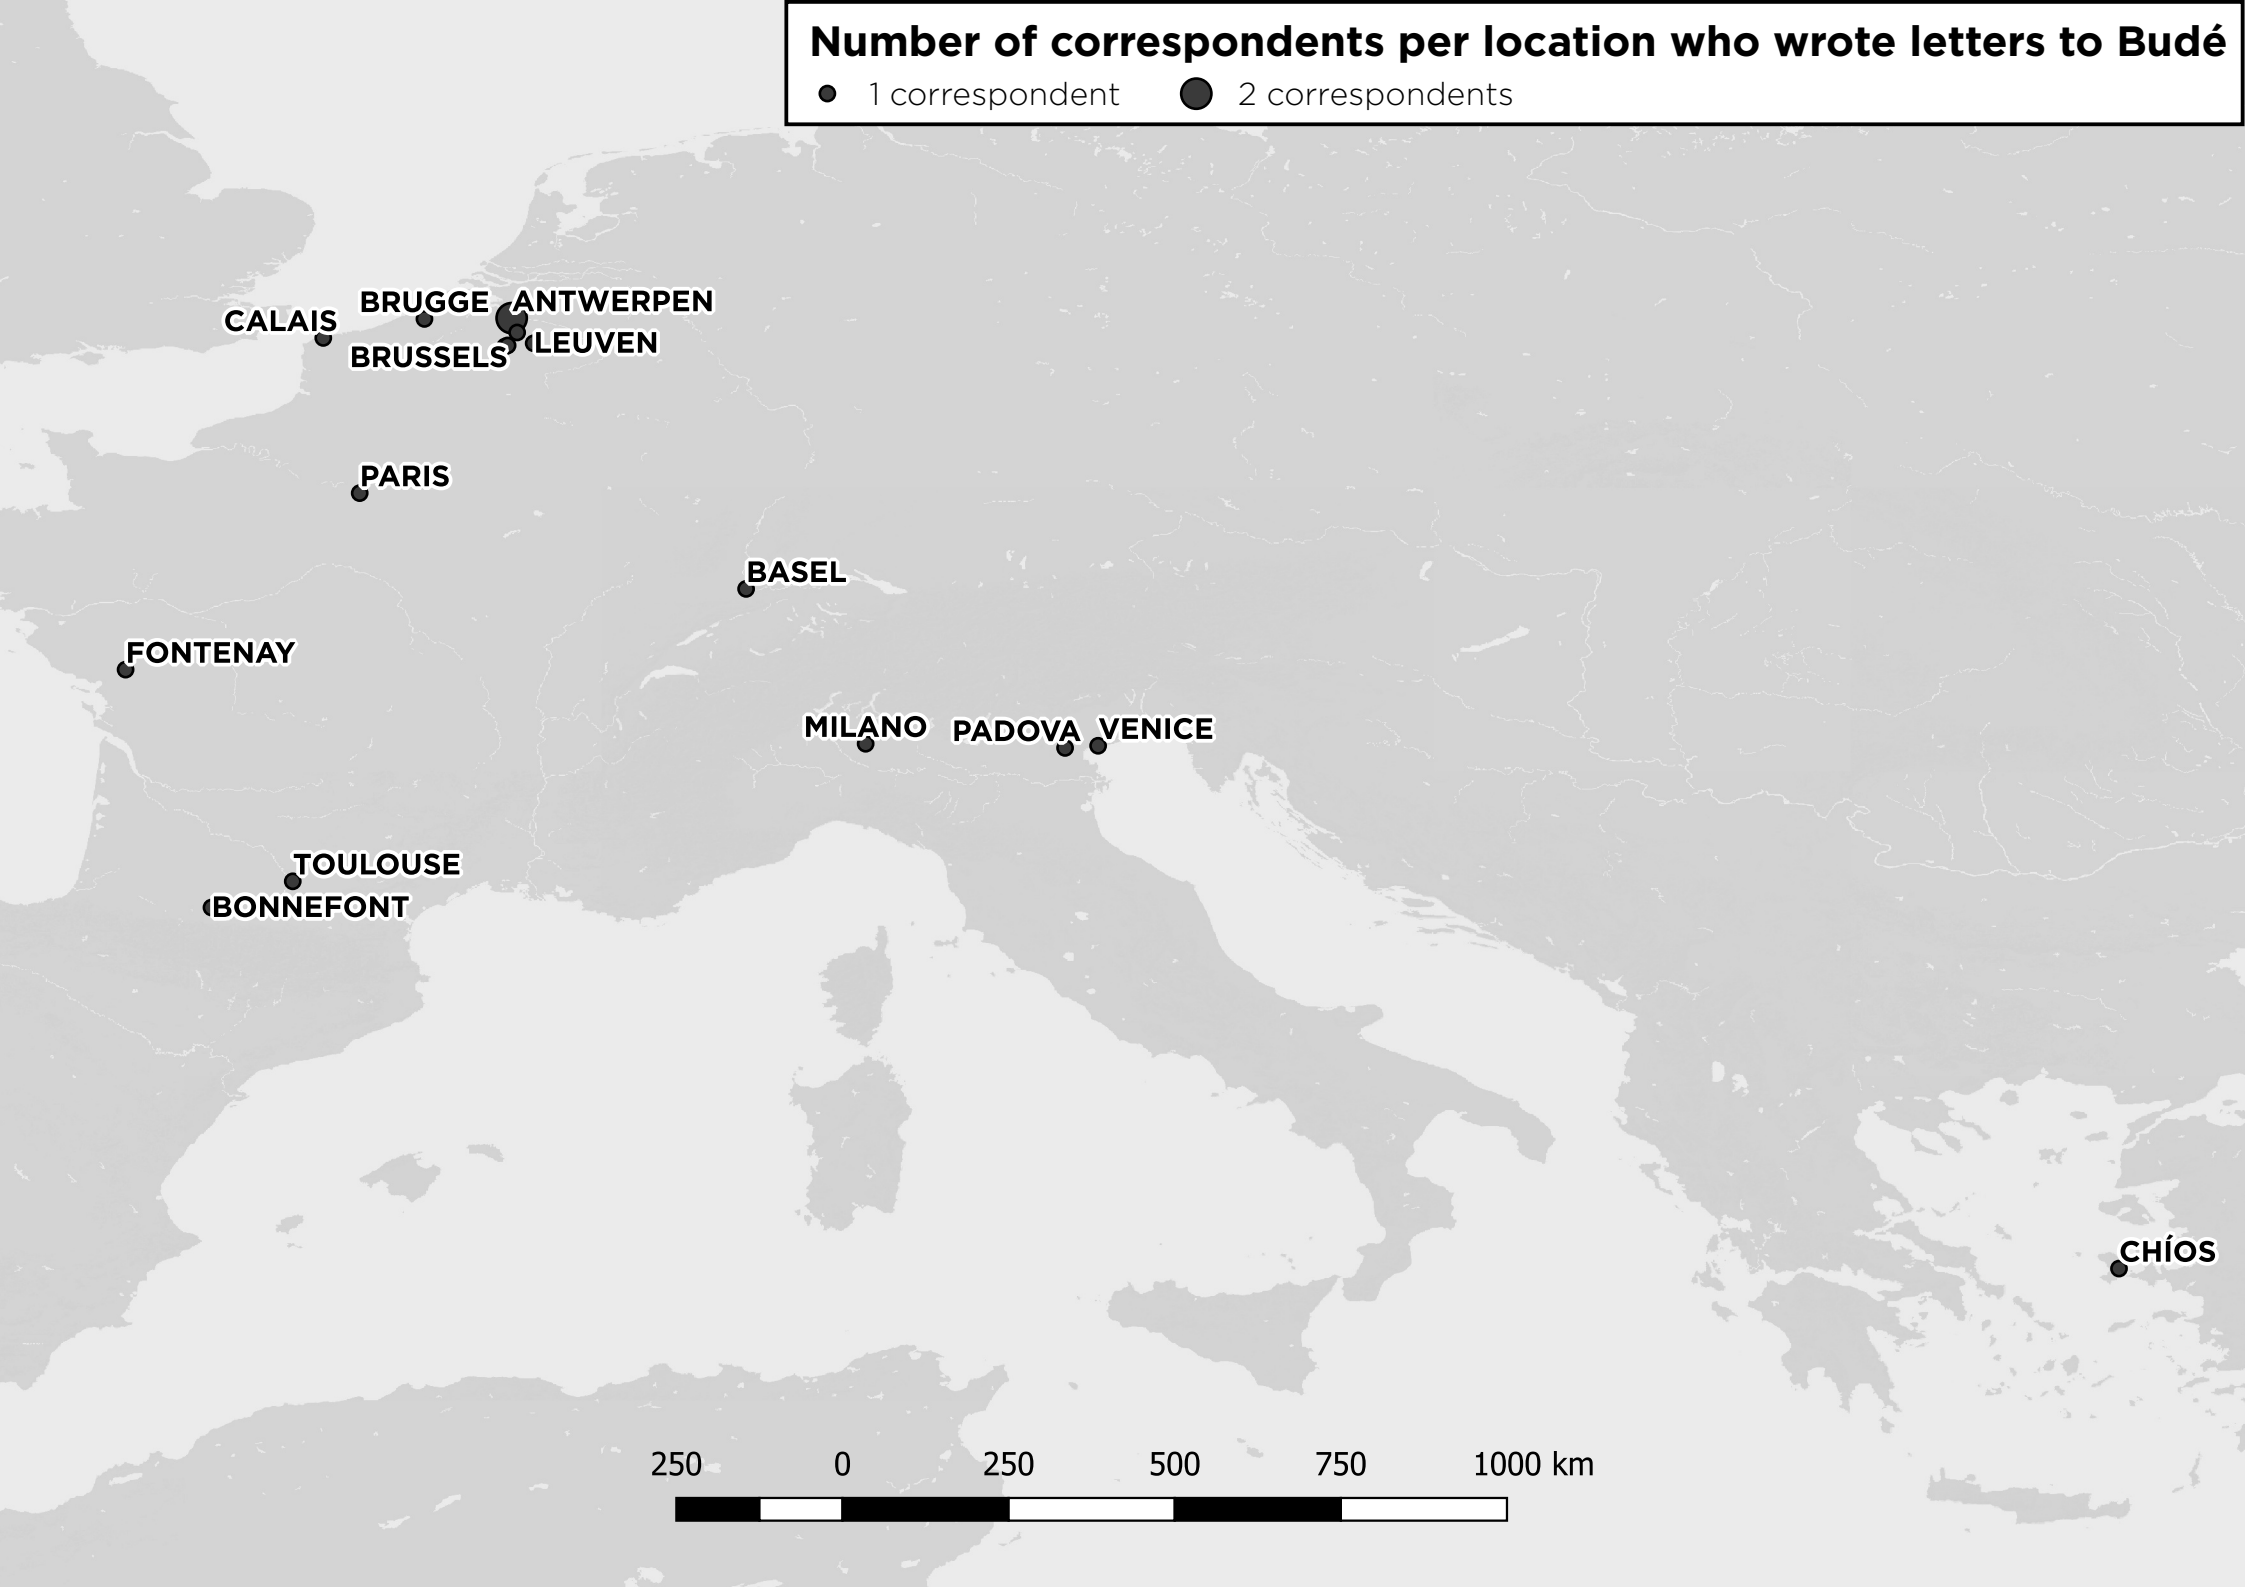 Number of correspondents per location who wrote letters to Budé
1 correspondent 2 correspondents
BRUGGE ANTWERPEN
CALAIS
BRUSSELS LEUVEN
PARIS
BASEL
FONTENAY
MILANO PADOVA VENICE
TOULOUSE
BONNEFONT
CHÍOS
250 0 250 500 750 1000 km